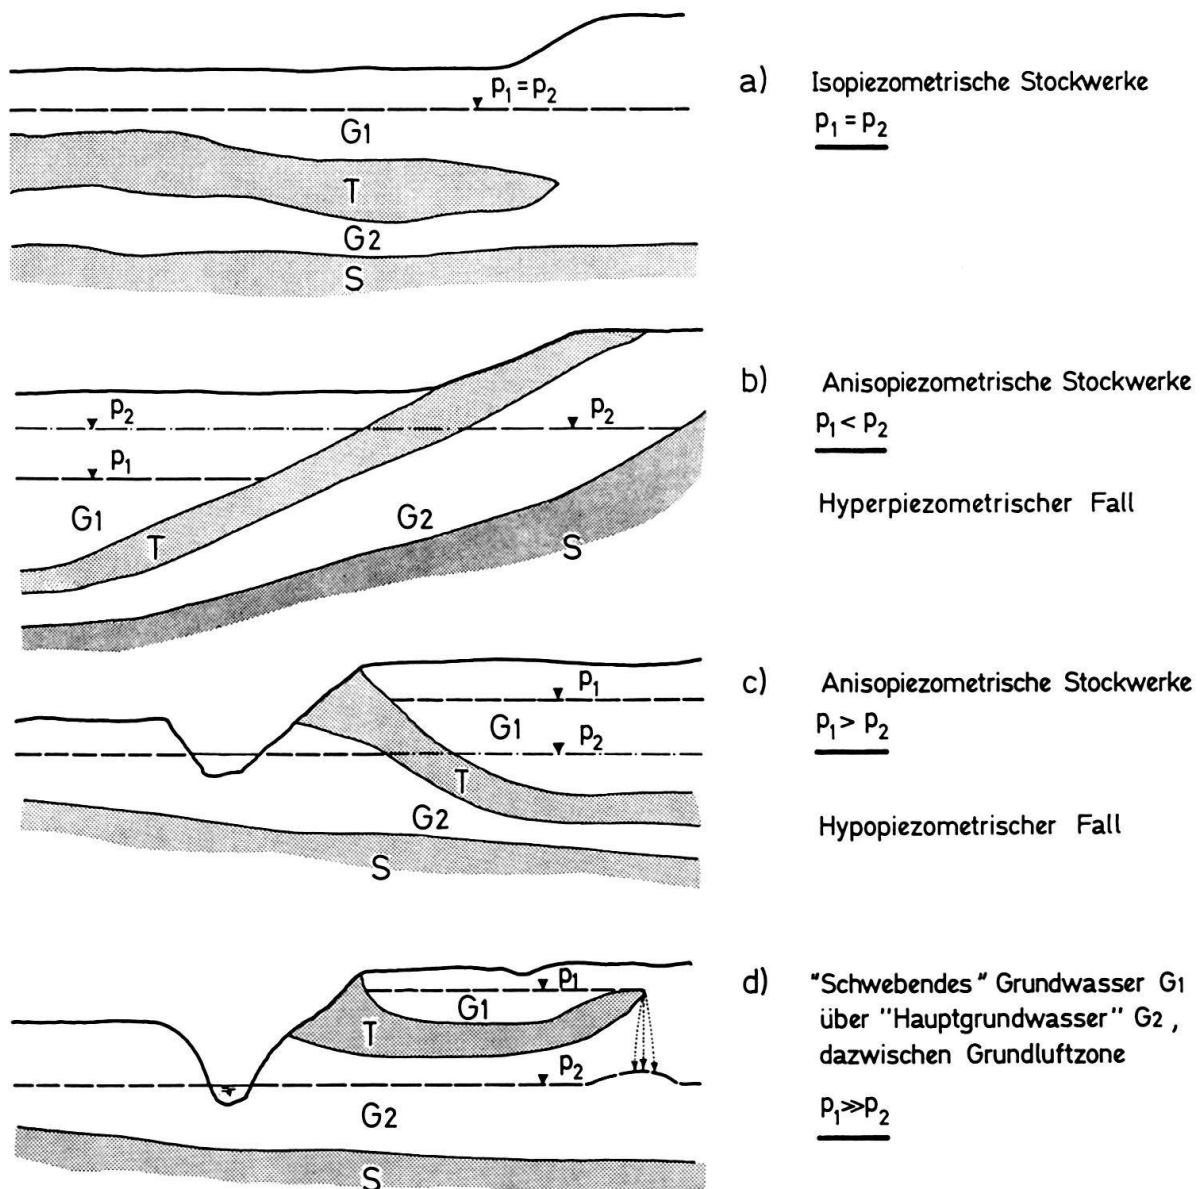 p₁ = p₂
G1
T
G2
S
a) Isopiezometrische Stockwerke
p₁ = p₂
p₂
p₂
p₁
G1
G2
T
S
b) Anisopiezometrische Stockwerke
p₁ < p₂
Hyperpiezometrischer Fall
p₁
G1
p₂
T
G2
S
c) Anisopiezometrische Stockwerke
p₁ > p₂
Hypopiezometrischer Fall
p₁
G1
T
p₂
G2
S
d) "Schwebendes" Grundwasser G1
über "Hauptgrundwasser" G2 ,
dazwischen Grundluftzone
p₁ ≫ p₂